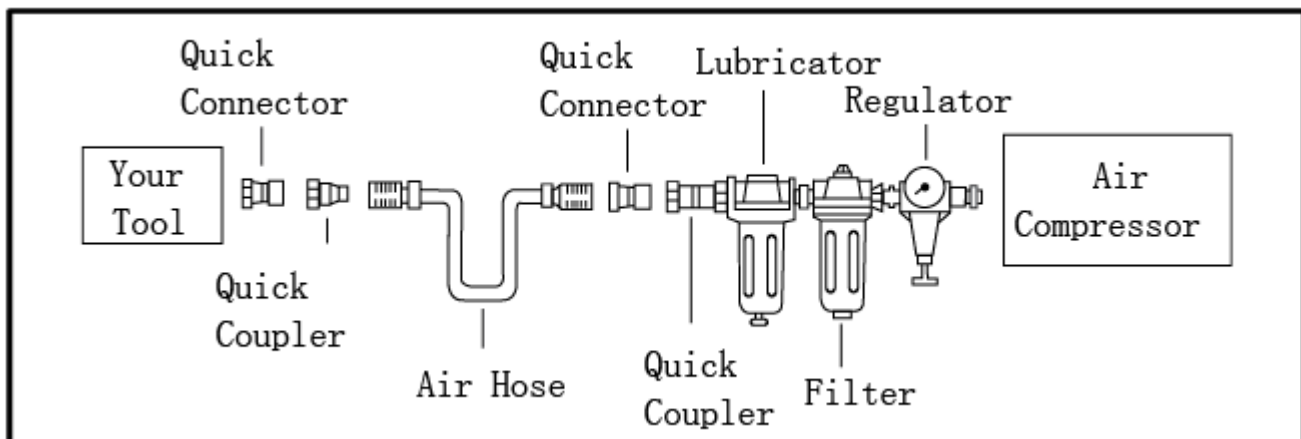 Quick
Connector
Quick
Connector
Lubricator
Regulator
Your
Tool
Air
Compressor
Quick
Coupler
Air Hose
Quick
Coupler
Filter